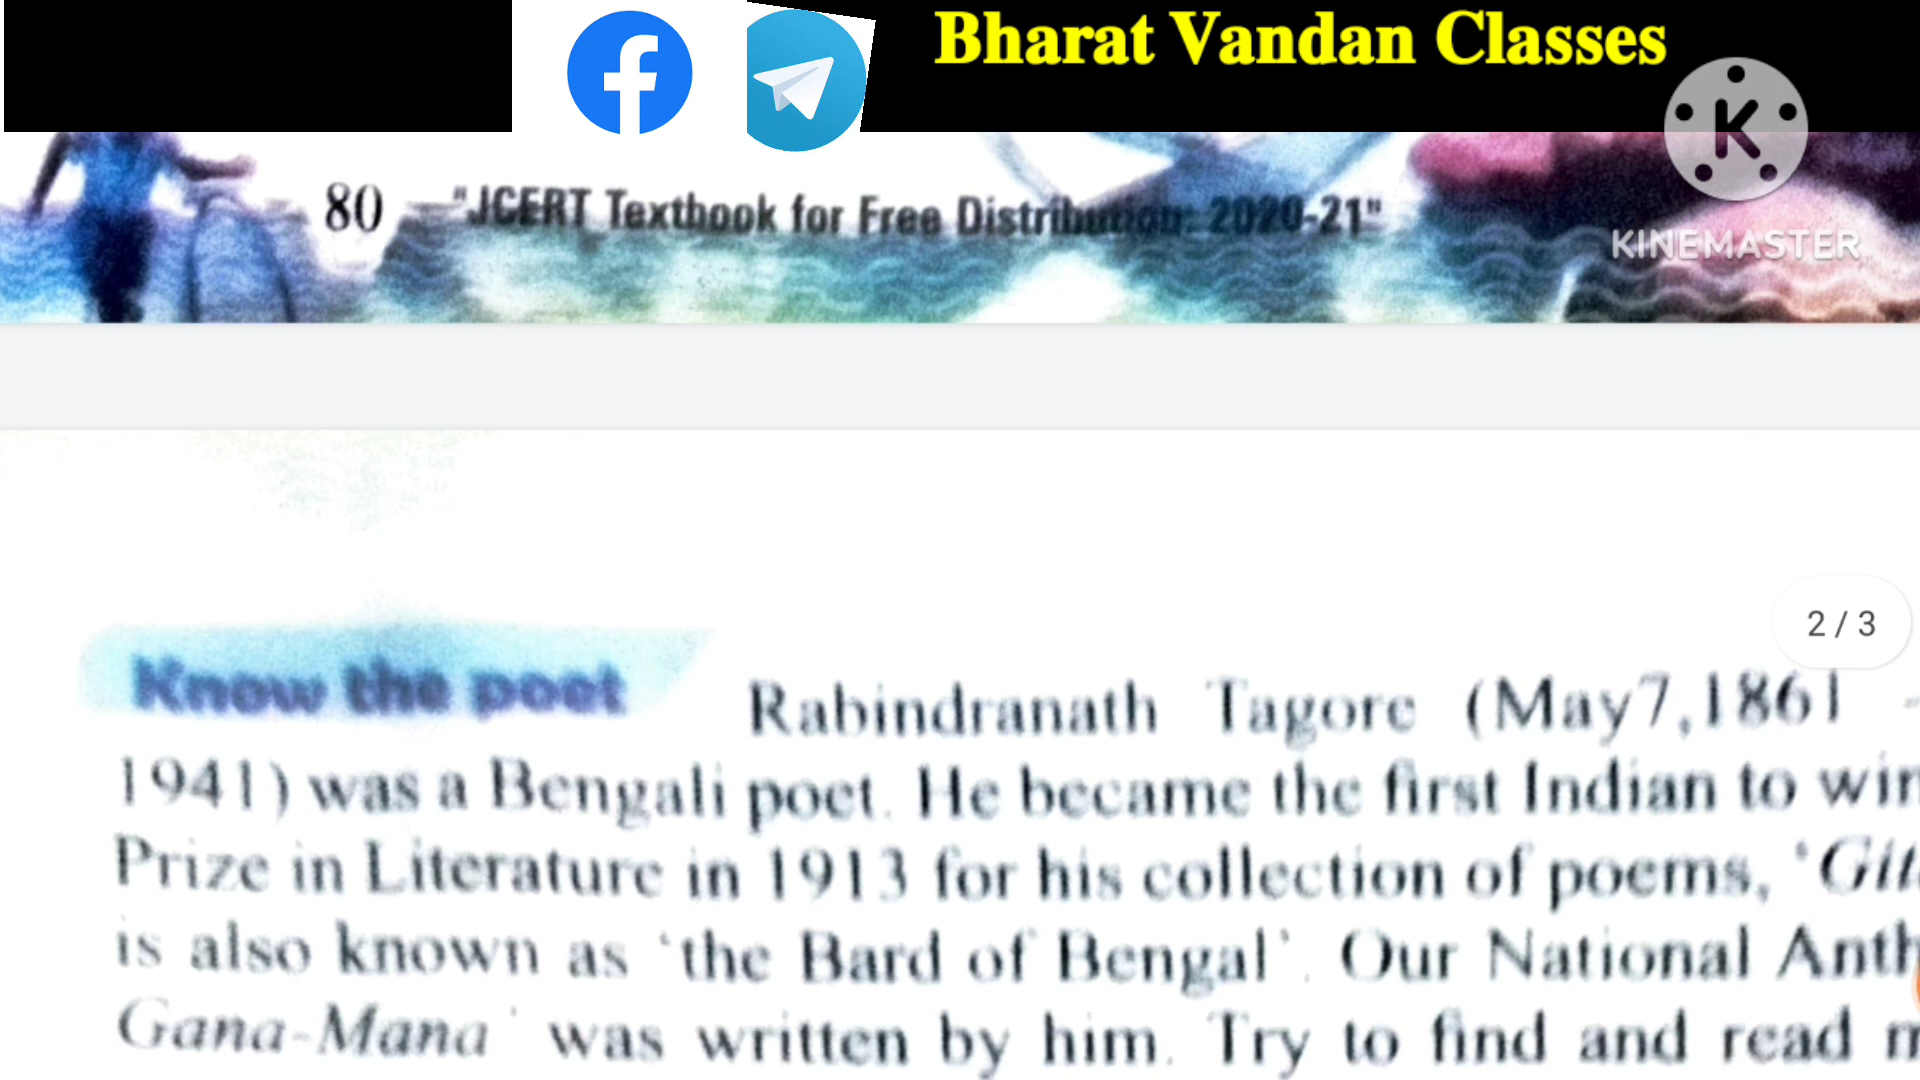 Bharat Vandan Classes
K
KINEMASTER
80 "JCERT Textbook for Free Distribution: 2020-21"
2 / 3
Know the poet
Rabindranath Tagore (May7,1861 -
1941) was a Bengali poet. He became the first Indian to win
Prize in Literature in 1913 for his collection of poems, '
is also known as 'the Bard of Bengal'. Our National
Gana-Mana' was written by him. Try to find and read